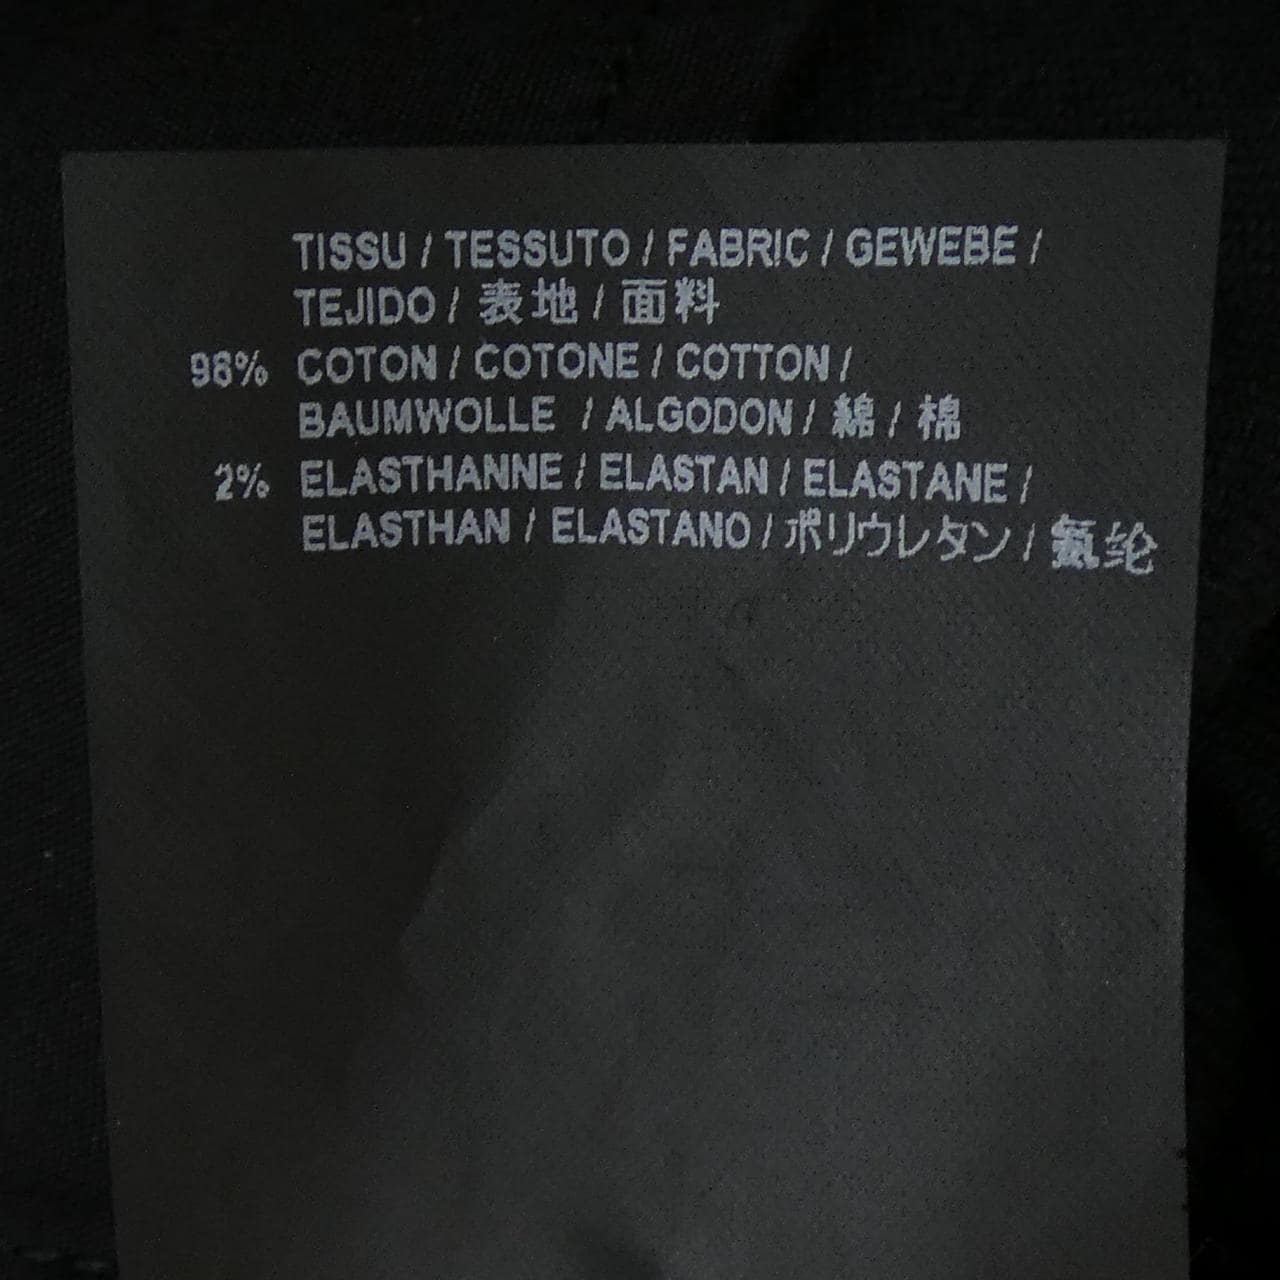 TISSU / TESSUTO / FABRIC / GEWEBE /
TEJIDO / 表地 / 面料
98% COTON / COTONE / COTTON /
BAUMWOLLE / ALGODON / 綿 / 棉
2% ELASTHANNE / ELASTAN / ELASTANE /
ELASTHAN / ELASTANO / ポリウレタン / 氨纶